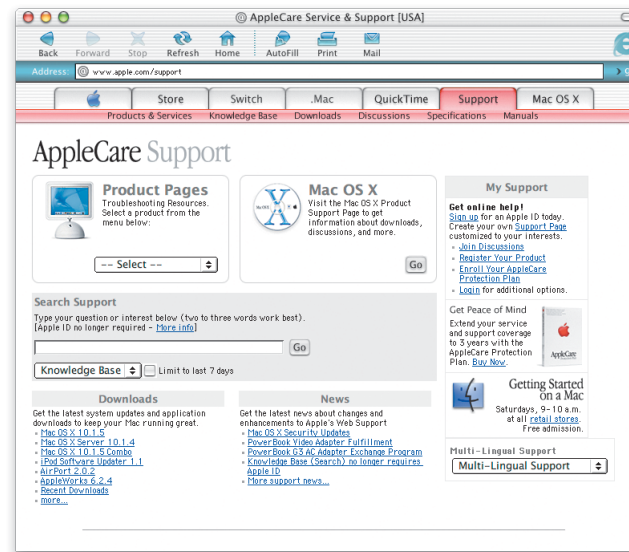 @ AppleCare Service & Support [USA]
Back Forward Stop Refresh Home AutoFill Print Mail
Address: @ www.apple.com/support
Store Switch .Mac QuickTime Support Mac OS X
Products & Services Knowledge Base Downloads Discussions Specifications Manuals
AppleCare Support
Product Pages
Troubleshooting Resources.
Select a product from the
menu below:
-- Select --
Mac OS X
Visit the Mac OS X Product
Support Page to get
information about downloads,
discussions, and more.
Go
My Support
Get online help!
Sign up for an Apple ID today.
Create your own Support Page
customized to your interests.
Join Discussions
Register Your Product
Enroll Your AppleCare
Protection Plan
Login for additional options.
Search Support
Type your question or interest below (two to three words work best).
[Apple ID no longer required - More info]
Go
Knowledge Base Limit to last 7 days
Get Peace of Mind
Extend your service
and support coverage
to 3 years with the
AppleCare Protection
Plan. Buy Now.
AppleCare
Getting Started
on a Mac
Saturdays, 9-10 a.m.
at all retail stores.
Free admission.
Multi-Lingual Support
Multi-Lingual Support
Downloads
Get the latest system updates and application
downloads to keep your Mac running great.
Mac OS X 10.1.5
Mac OS X Server 10.1.4
Mac OS X 10.1.5 Combo
iPod Software Updater 1.1
AirPort 2.0.2
AppleWorks 6.2.4
Recent Downloads
more...
News
Get the latest news about changes and
enhancements to Apple's Web Support
Mac OS X Security Updates
PowerBook Video Adapter Fulfillment
PowerBook G3 AC Adapter Exchange Program
Knowledge Base (Search) no longer requires
Apple ID
More support news...